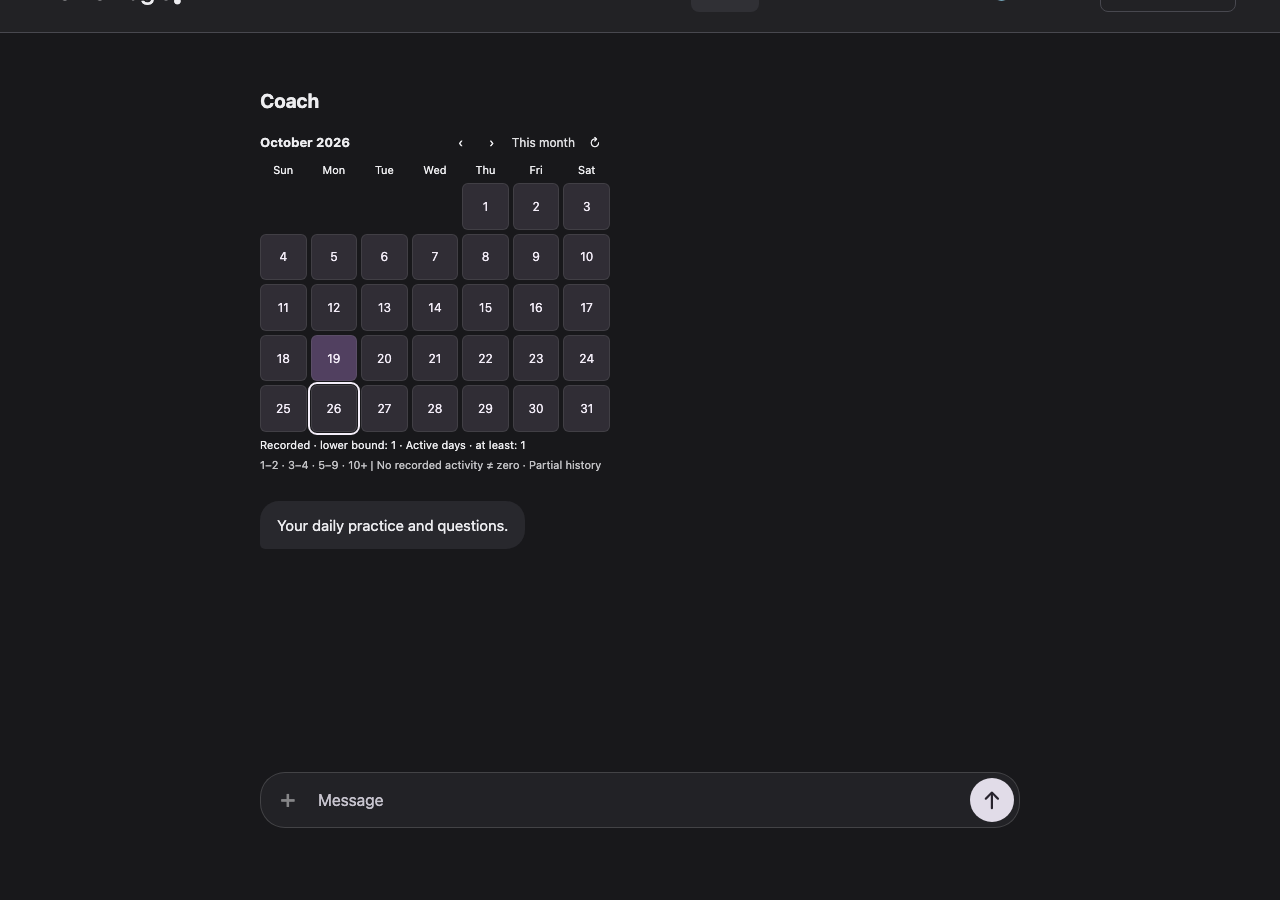 Coach
October 2026 ‹ › This month ↻
Sun Mon Tue Wed Thu Fri Sat
1 2 3
4 5 6 7 8 9 10
11 12 13 14 15 16 17
18 19 20 21 22 23 24
25 26 27 28 29 30 31
Recorded · lower bound: 1 · Active days · at least: 1
1–2 · 3–4 · 5–9 · 10+ | No recorded activity ≠ zero · Partial history
Your daily practice and questions.
+ Message